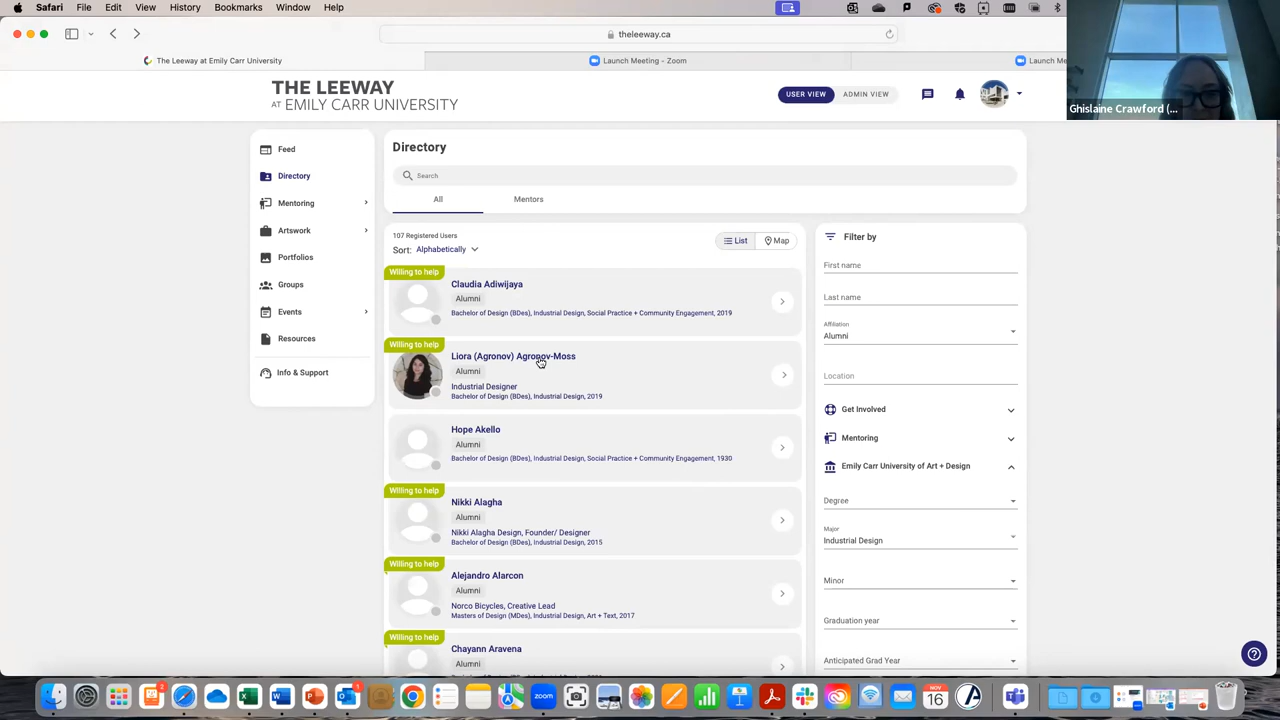 Safari File Edit View History Bookmarks Window Help
theleeway.ca
The Leeway at Emily Carr University
Launch Meeting - Zoom
Launch Me
Ghislaine Crawford (...
THE LEEWAY
AT EMILY CARR UNIVERSITY
USER VIEW
ADMIN VIEW
Feed
Directory
Mentoring
Artwork
Portfolios
Groups
Events
Resources
Info & Support
Directory
Search
All
Mentors
107 Registered Users
Sort: Alphabetically
List
Map
Willing to help
Claudia Adiwijaya
Alumni
Bachelor of Design (BDes), Industrial Design, Social Practice + Community Engagement, 2019
Willing to help
Liora (Agronov) Agronov-Moss
Alumni
Industrial Designer
Bachelor of Design (BDes), Industrial Design, 2019
Hope Akello
Alumni
Bachelor of Design (BDes), Industrial Design, Social Practice + Community Engagement, 1930
Willing to help
Nikki Alagha
Alumni
Nikki Alagha Design, Founder/ Designer
Bachelor of Design (BDes), Industrial Design, 2015
Willing to help
Alejandro Alarcon
Alumni
Norco Bicycles, Creative Lead
Masters of Design (MDes), Industrial Design, Art + Text, 2017
Willing to help
Chayann Aravena
Alumni
Filter by
First name
Last name
Affiliation
Alumni
Location
Get Involved
Mentoring
Emily Carr University of Art + Design
Degree
Major
Industrial Design
Minor
Graduation year
Anticipated Grad Year
zoom
NOV
16